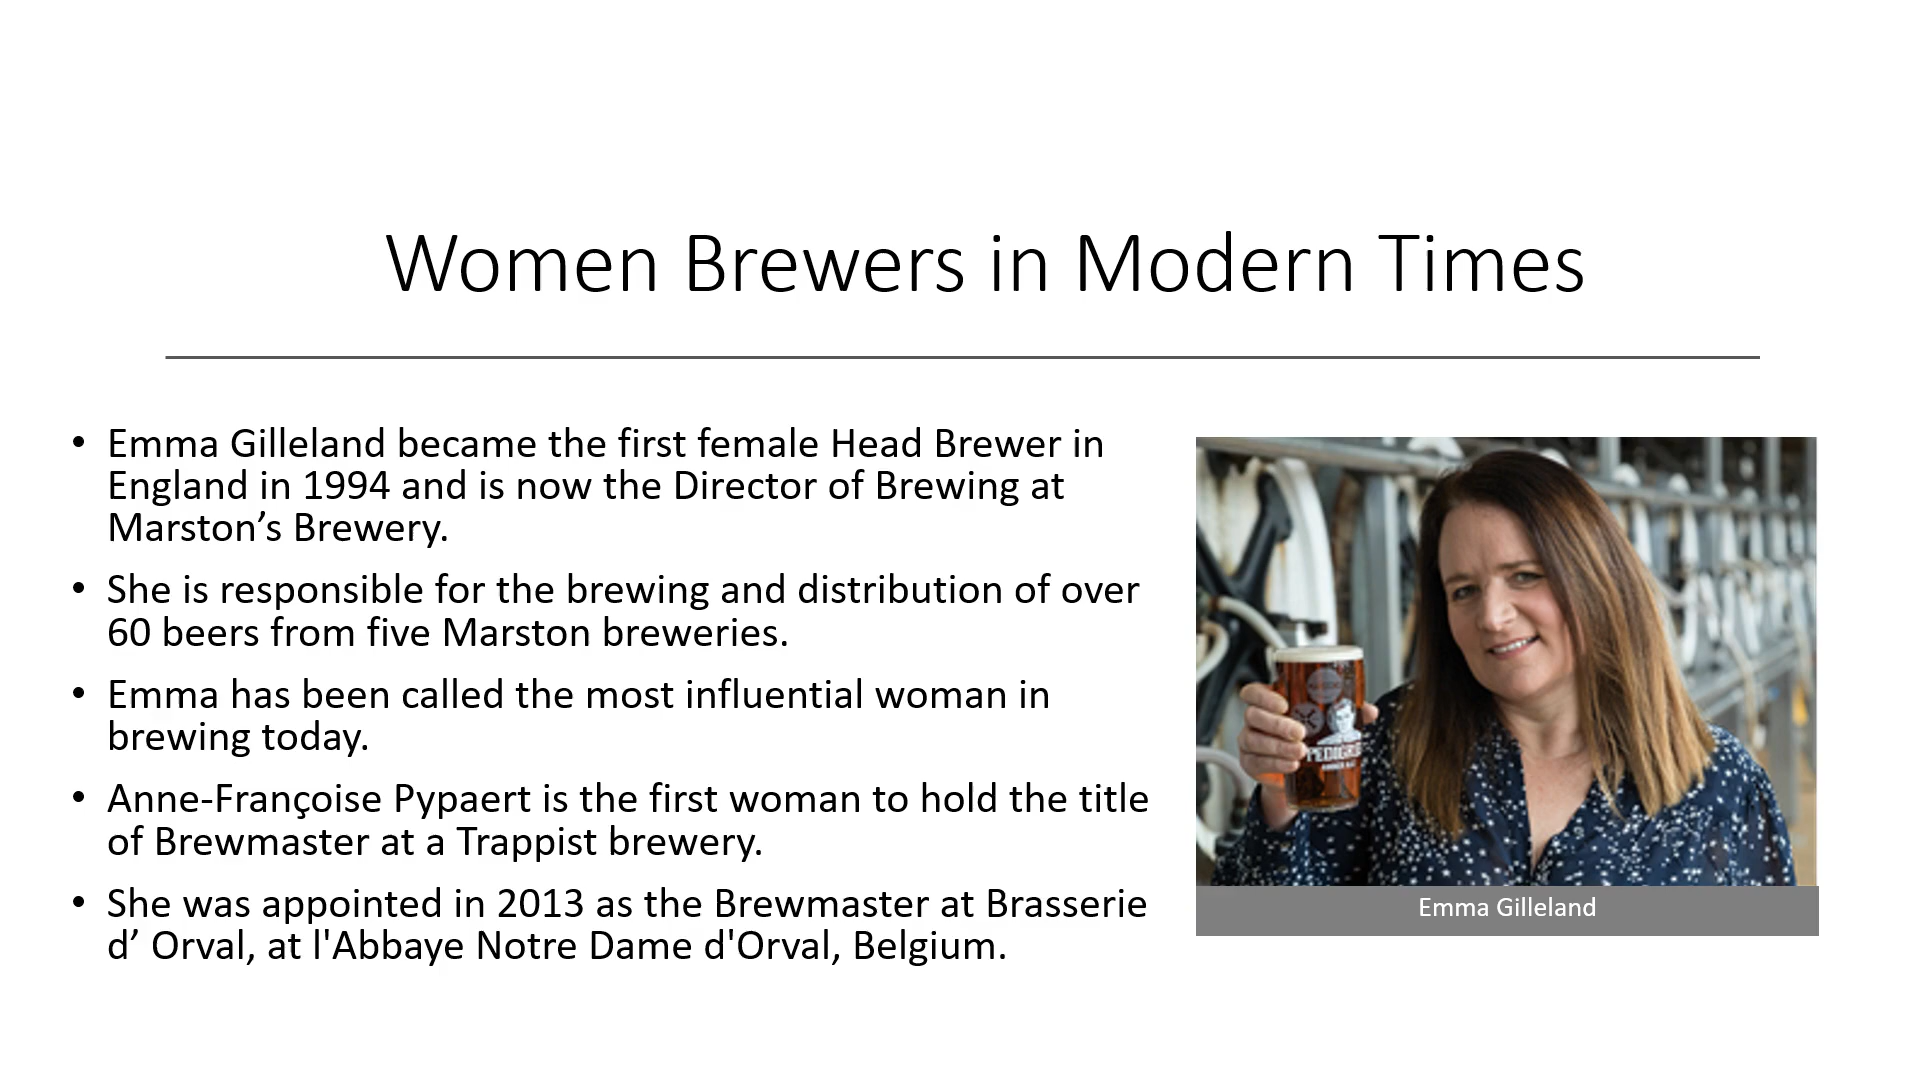 Women Brewers in Modern Times
• Emma Gilleland became the first female Head Brewer in
England in 1994 and is now the Director of Brewing at
Marston’s Brewery.
• She is responsible for the brewing and distribution of over
60 beers from five Marston breweries.
• Emma has been called the most influential woman in
brewing today.
• Anne-Françoise Pypaert is the first woman to hold the title
of Brewmaster at a Trappist brewery.
• She was appointed in 2013 as the Brewmaster at Brasserie
d’ Orval, at l'Abbaye Notre Dame d'Orval, Belgium.
Emma Gilleland